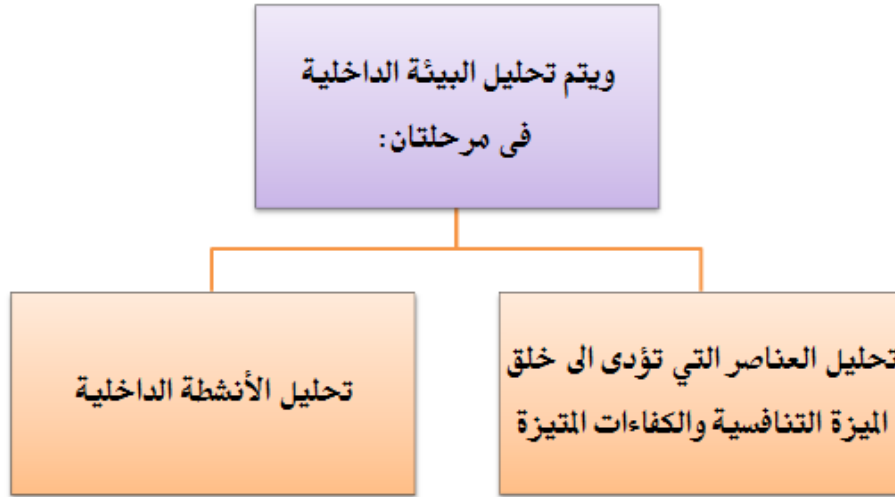 ويتم تحليل البيئة الداخلية
فى مرحلتان:
تحليل العناصر التي تؤدى الى خلق
الميزة التنافسية والكفاءات المتيزة
تحليل الأنشطة الداخلية